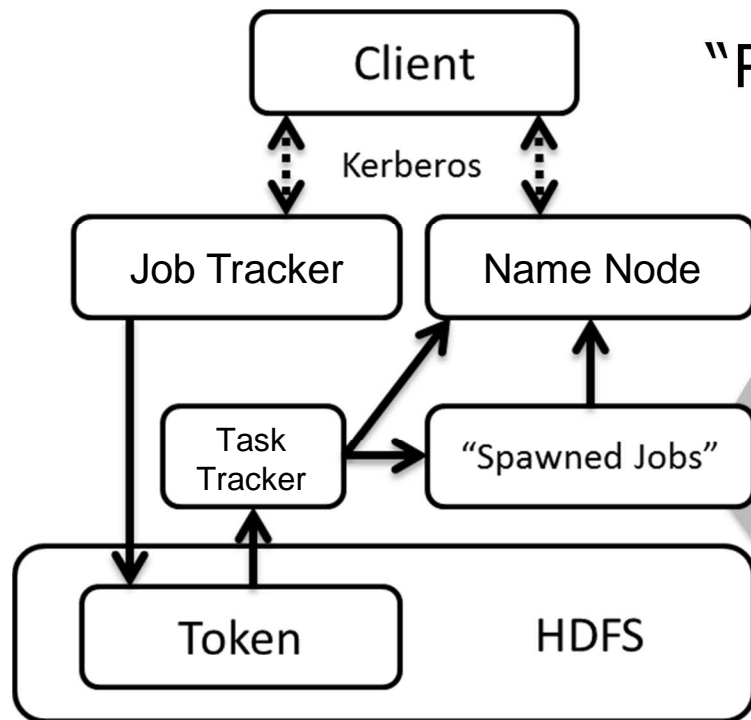 Client
Kerberos
Job Tracker
Name Node
Task
Tracker
“Spawned Jobs”
Token
HDFS